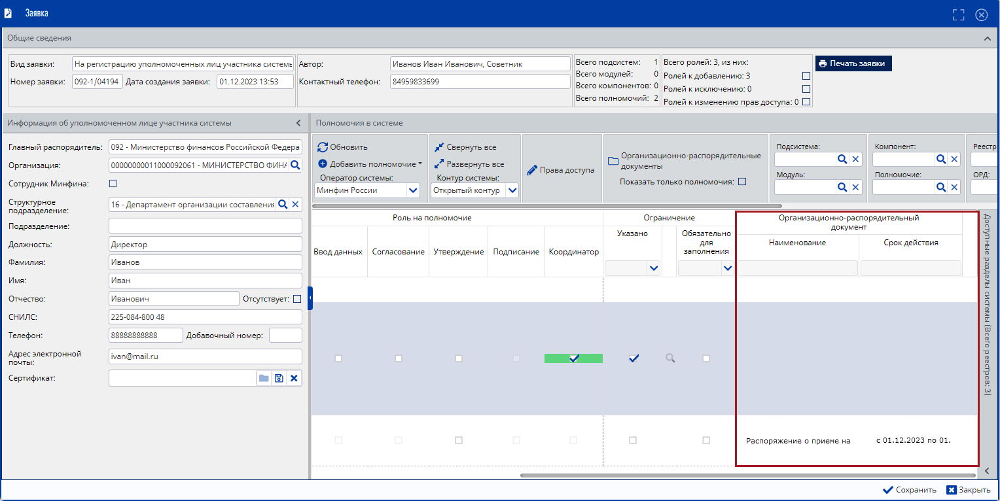 Заявка
Общие сведения
Вид заявки: На регистрацию уполномоченных лиц участника системы
Номер заявки: 092-1/04194 Дата создания заявки: 01.12.2023 13:53
Автор: Иванов Иван Иванович, Советник
Контактный телефон: 84959833699
Всего подсистем: 1
Всего модулей: 0
Всего компонентов: 0
Всего полномочий: 2
Всего ролей: 3, из них:
Ролей к добавлению: 3
Ролей к исключению: 0
Ролей к изменению прав доступа: 0
Печать заявки
Информация об уполномоченном лице участника системы
Главный распорядитель: 092 - Министерство финансов Российской Федера
Организация: 00000000011000092061 - МИНИСТЕРСТВО ФИНА
Сотрудник Минфина:
Структурное
подразделение:
16 - Департамент организации составления
Подразделение:
Должность: Директор
Фамилия: Иванов
Имя: Иван
Отчество: Иванович Отсутствует:
СНИЛС: 225-084-800 48
Телефон: 88888888888 Добавочный номер:
Адрес электронной
почты:
ivan@mail.ru
Сертификат:
Полномочия в системе
Обновить
Добавить полномочие
Оператор системы:
Минфин России
Свернуть все
Развернуть все
Контур системы:
Открытый контур
Права доступа
Организационно-распорядительные
документы
Показать только полномочия:
Подсистема:
Модуль:
Компонент:
Полномочие:
Реестр
ОРД:
Роль на полномочие
Ввод данных Согласование Утверждение Подписание Координатор
Ограничение
Указано
Обязательно
для
заполнения
Организационно-распорядительный
документ
Наименование Срок действия
Распоряжение о приеме на с 01.12.2023 по 01.
Доступные разделы системы (Всего реестров: 3)
Сохранить Закрыть